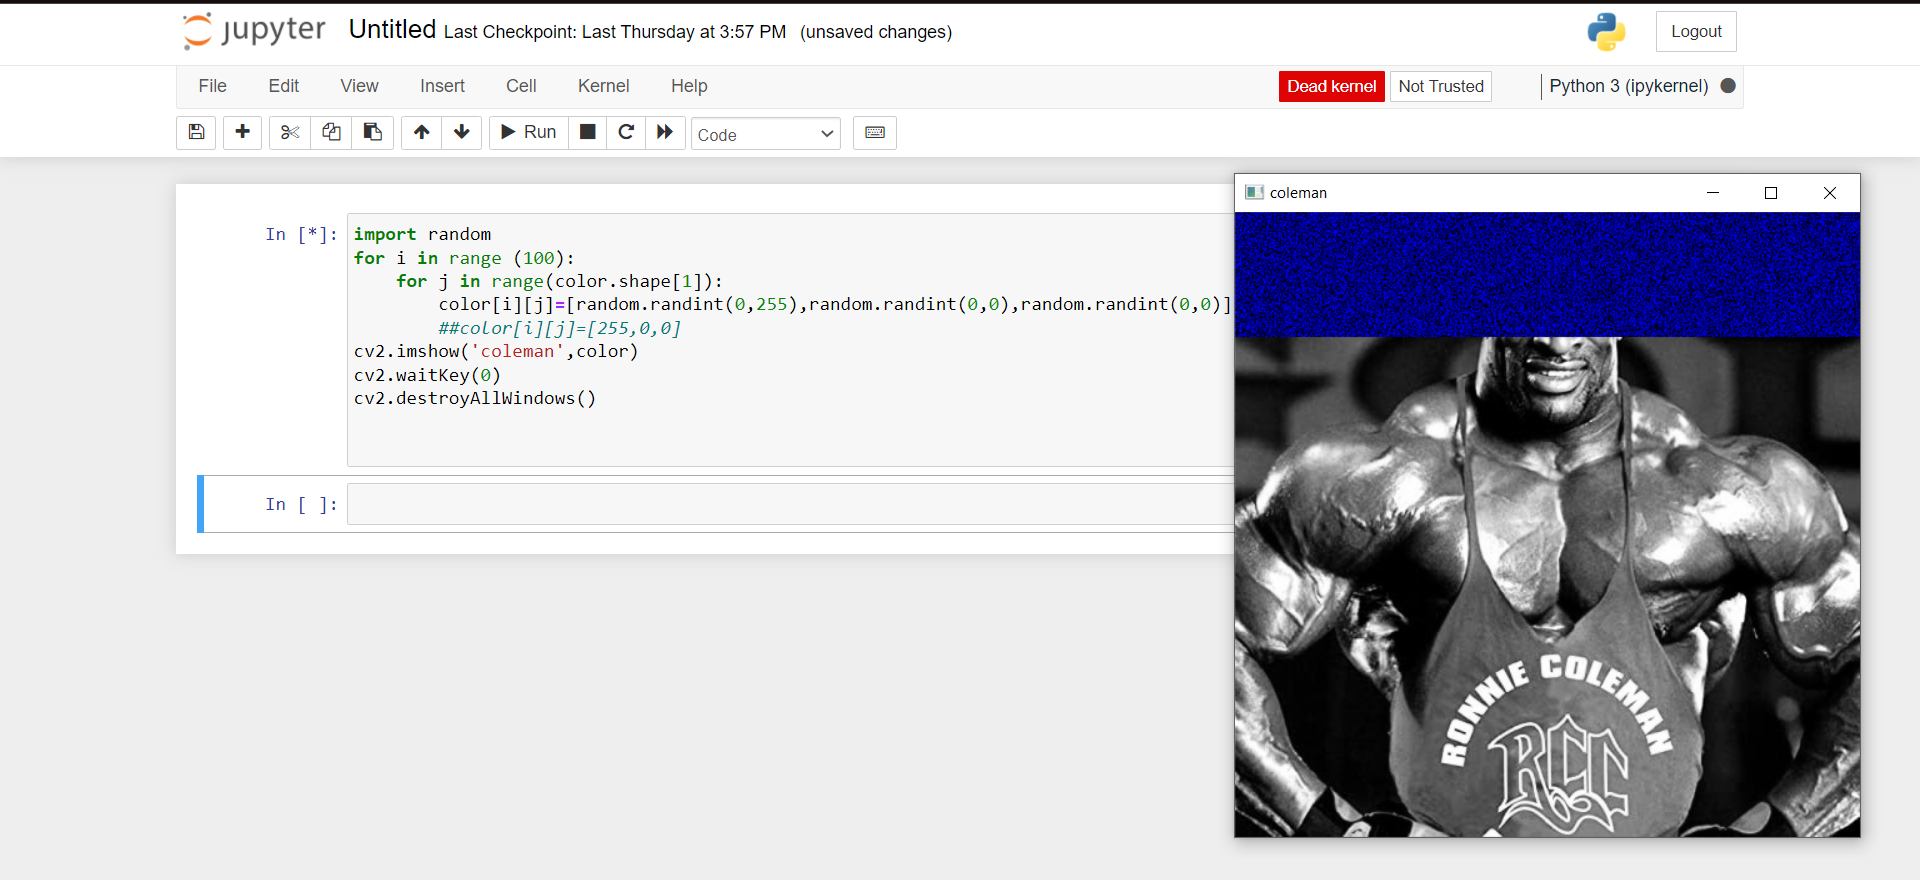 jupyter Untitled Last Checkpoint: Last Thursday at 3:57 PM (unsaved changes) Logout
File Edit View Insert Cell Kernel Help Dead kernel Not Trusted Python 3 (ipykernel)
Run Code
In [*]:
import random
for i in range (100):
    for j in range(color.shape[1]):
        color[i][j]=[random.randint(0,255),random.randint(0,0),random.randint(0,0)]
        ##color[i][j]=[255,0,0]
cv2.imshow('coleman',color)
cv2.waitKey(0)
cv2.destroyAllWindows()
In [ ]:
coleman
RONNIE COLEMAN
RCC